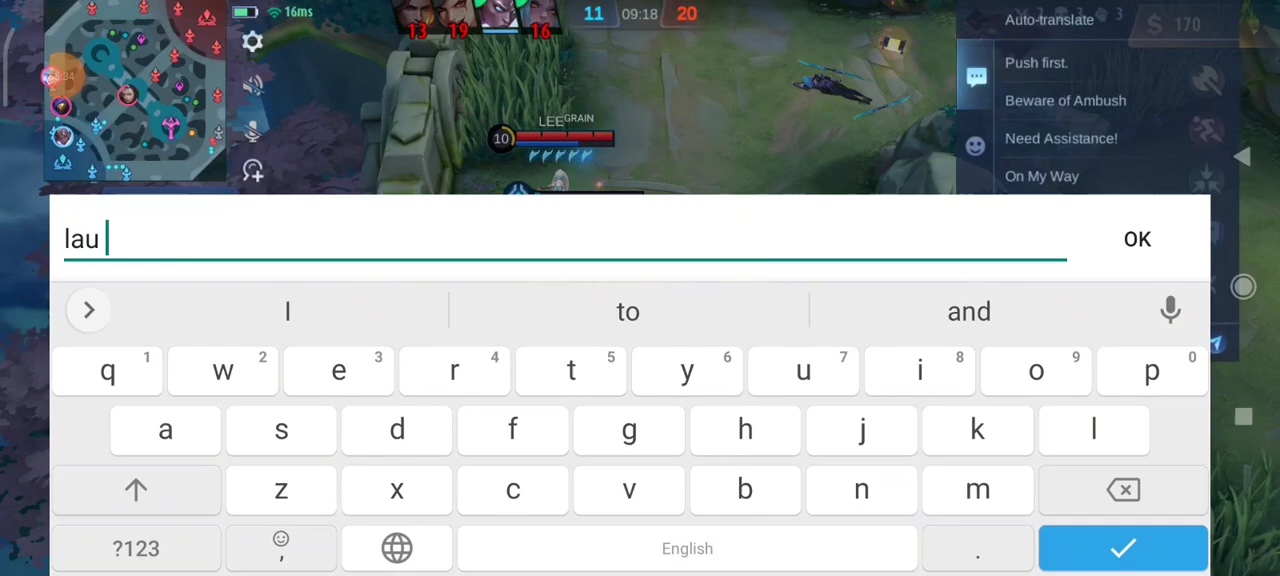 16ms
13 19 16
11 09:18 20
Auto-translate
3
$ 170
Push first.
Beware of Ambush
Need Assistance!
On My Way
LEEGRAIN
10
lau
OK
I to and
q 1 w 2 e 3 r 4 t 5 y 6 u 7 i 8 o 9 p 0
a s d f g h j k l
z x c v b n m
?123 , English .